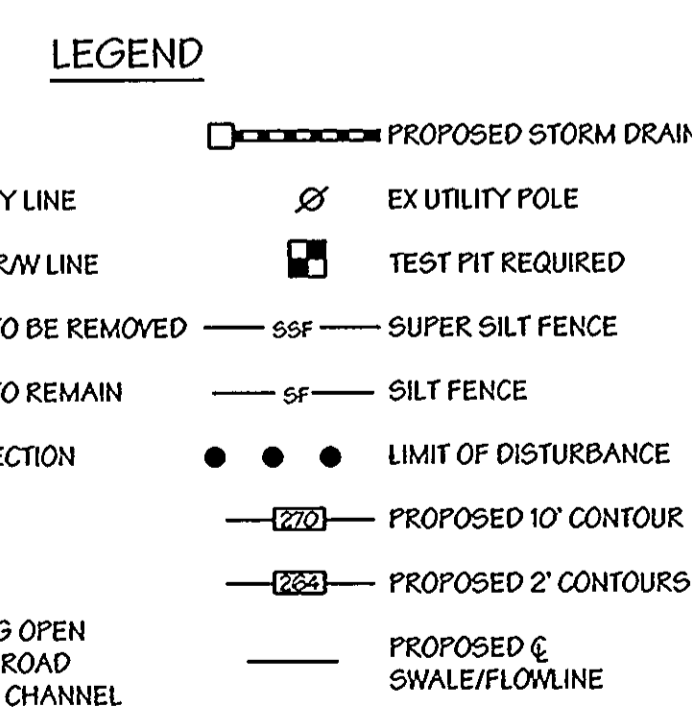 LEGEND
PROPOSED STORM DRAIN
Y LINE
EX UTILITY POLE
R/W LINE
TEST PIT REQUIRED
TO BE REMOVED
SSF
SUPER SILT FENCE
TO REMAIN
SF
SILT FENCE
ECTION
LIMIT OF DISTURBANCE
270
PROPOSED 10' CONTOUR
264
PROPOSED 2' CONTOURS
G OPEN
ROAD
CHANNEL
PROPOSED ℄
SWALE/FLOWLINE